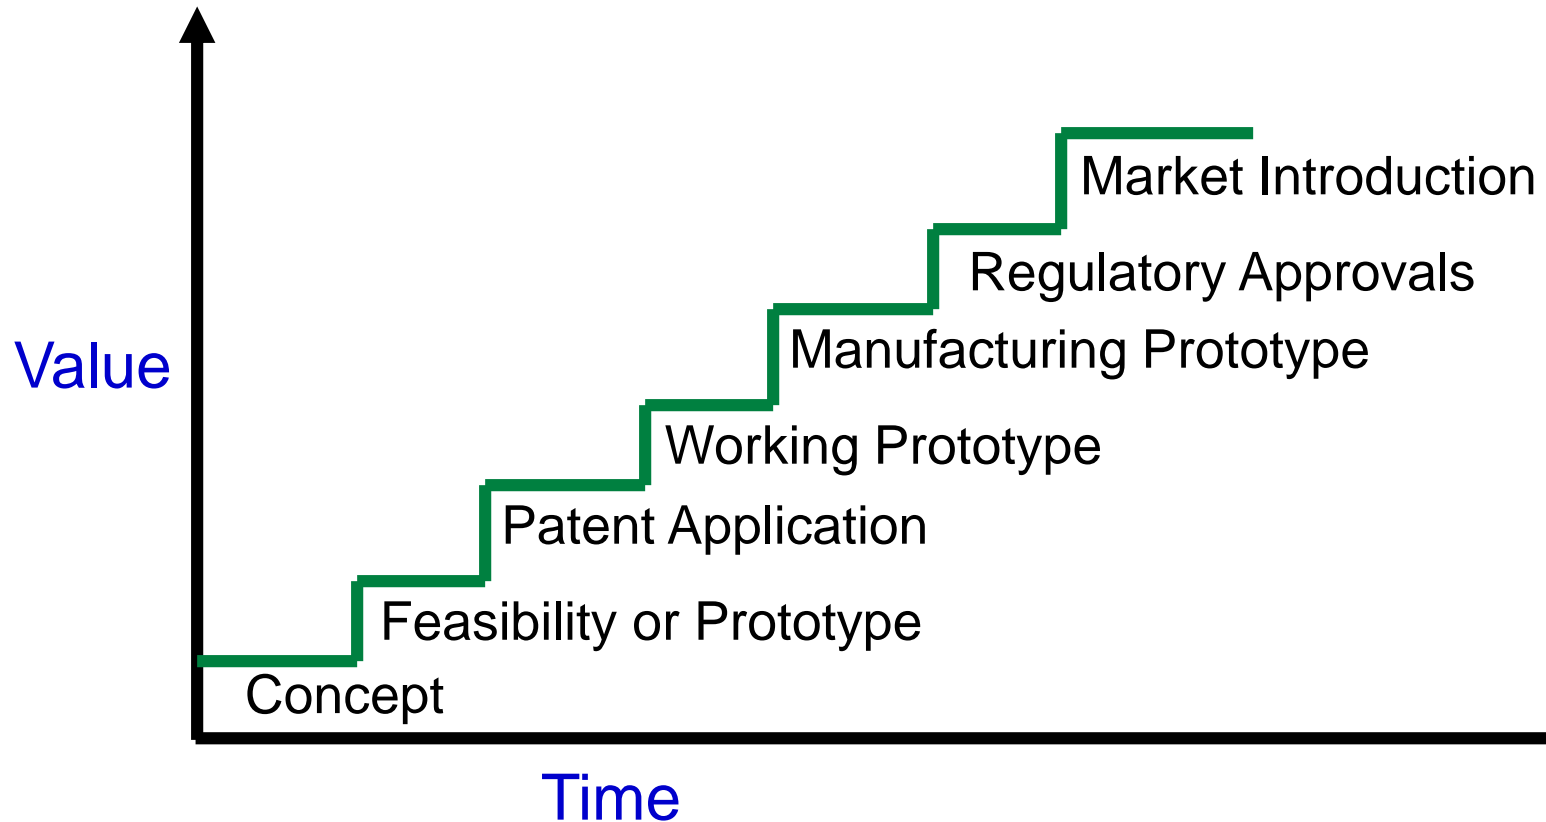 Market Introduction
Regulatory Approvals
Manufacturing Prototype
Value
Working Prototype
Patent Application
Feasibility or Prototype
Concept
Time